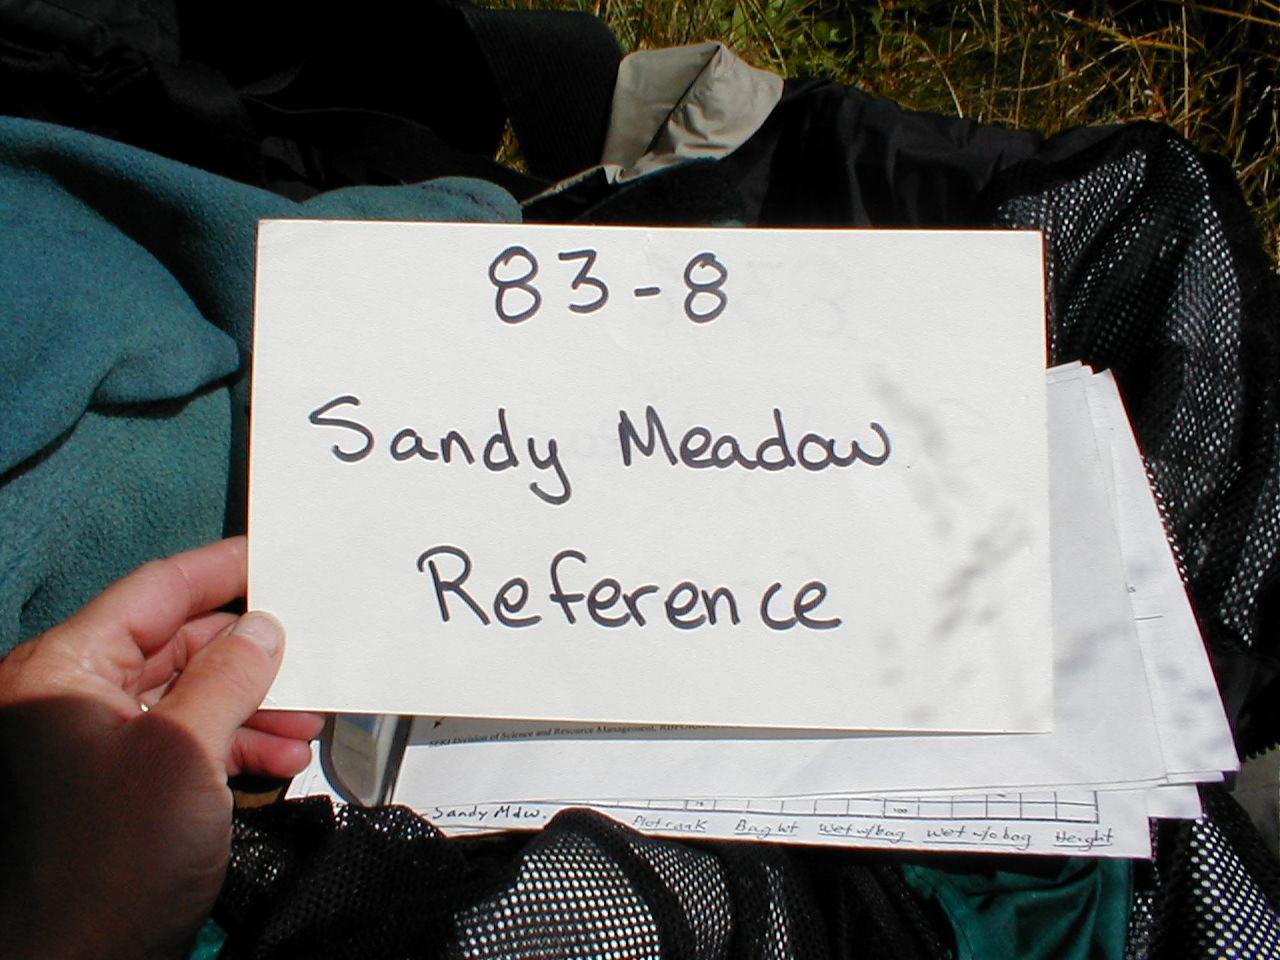 83-8
Sandy Meadow
Reference
SEKI Division of Science and Resource Management,
Sandy Mdw.
Plot rank Bag Wt Wet w/bag Wet w/o bag Height